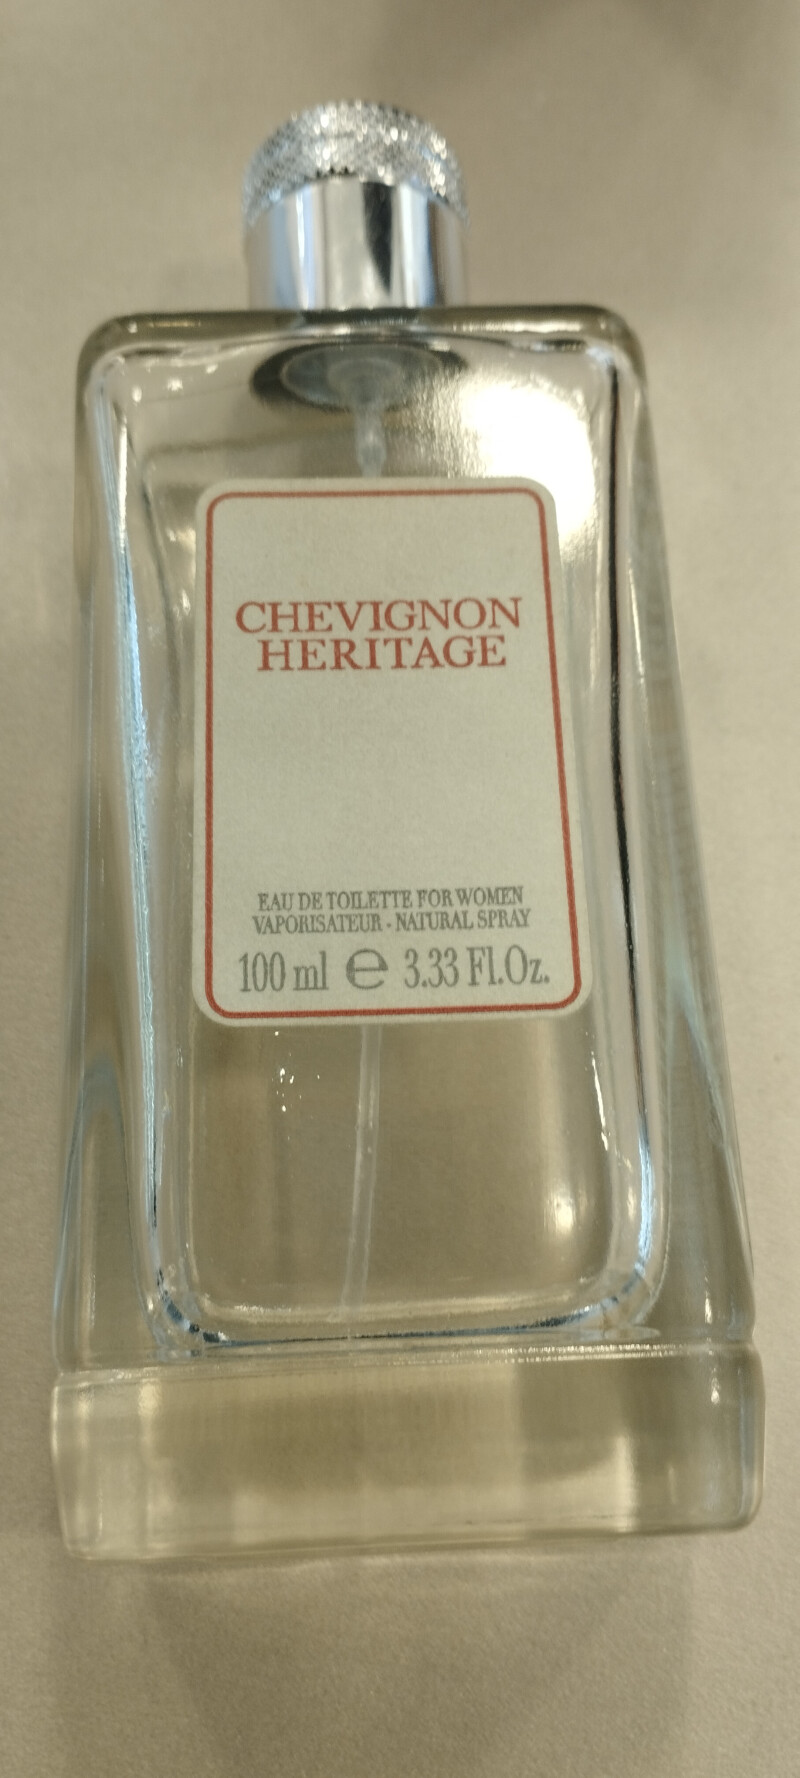 CHEVIGNON
HERITAGE
EAU DE TOILETTE FOR WOMEN
VAPORISATEUR - NATURAL SPRAY
100 ml ℮ 3.33 Fl.Oz.